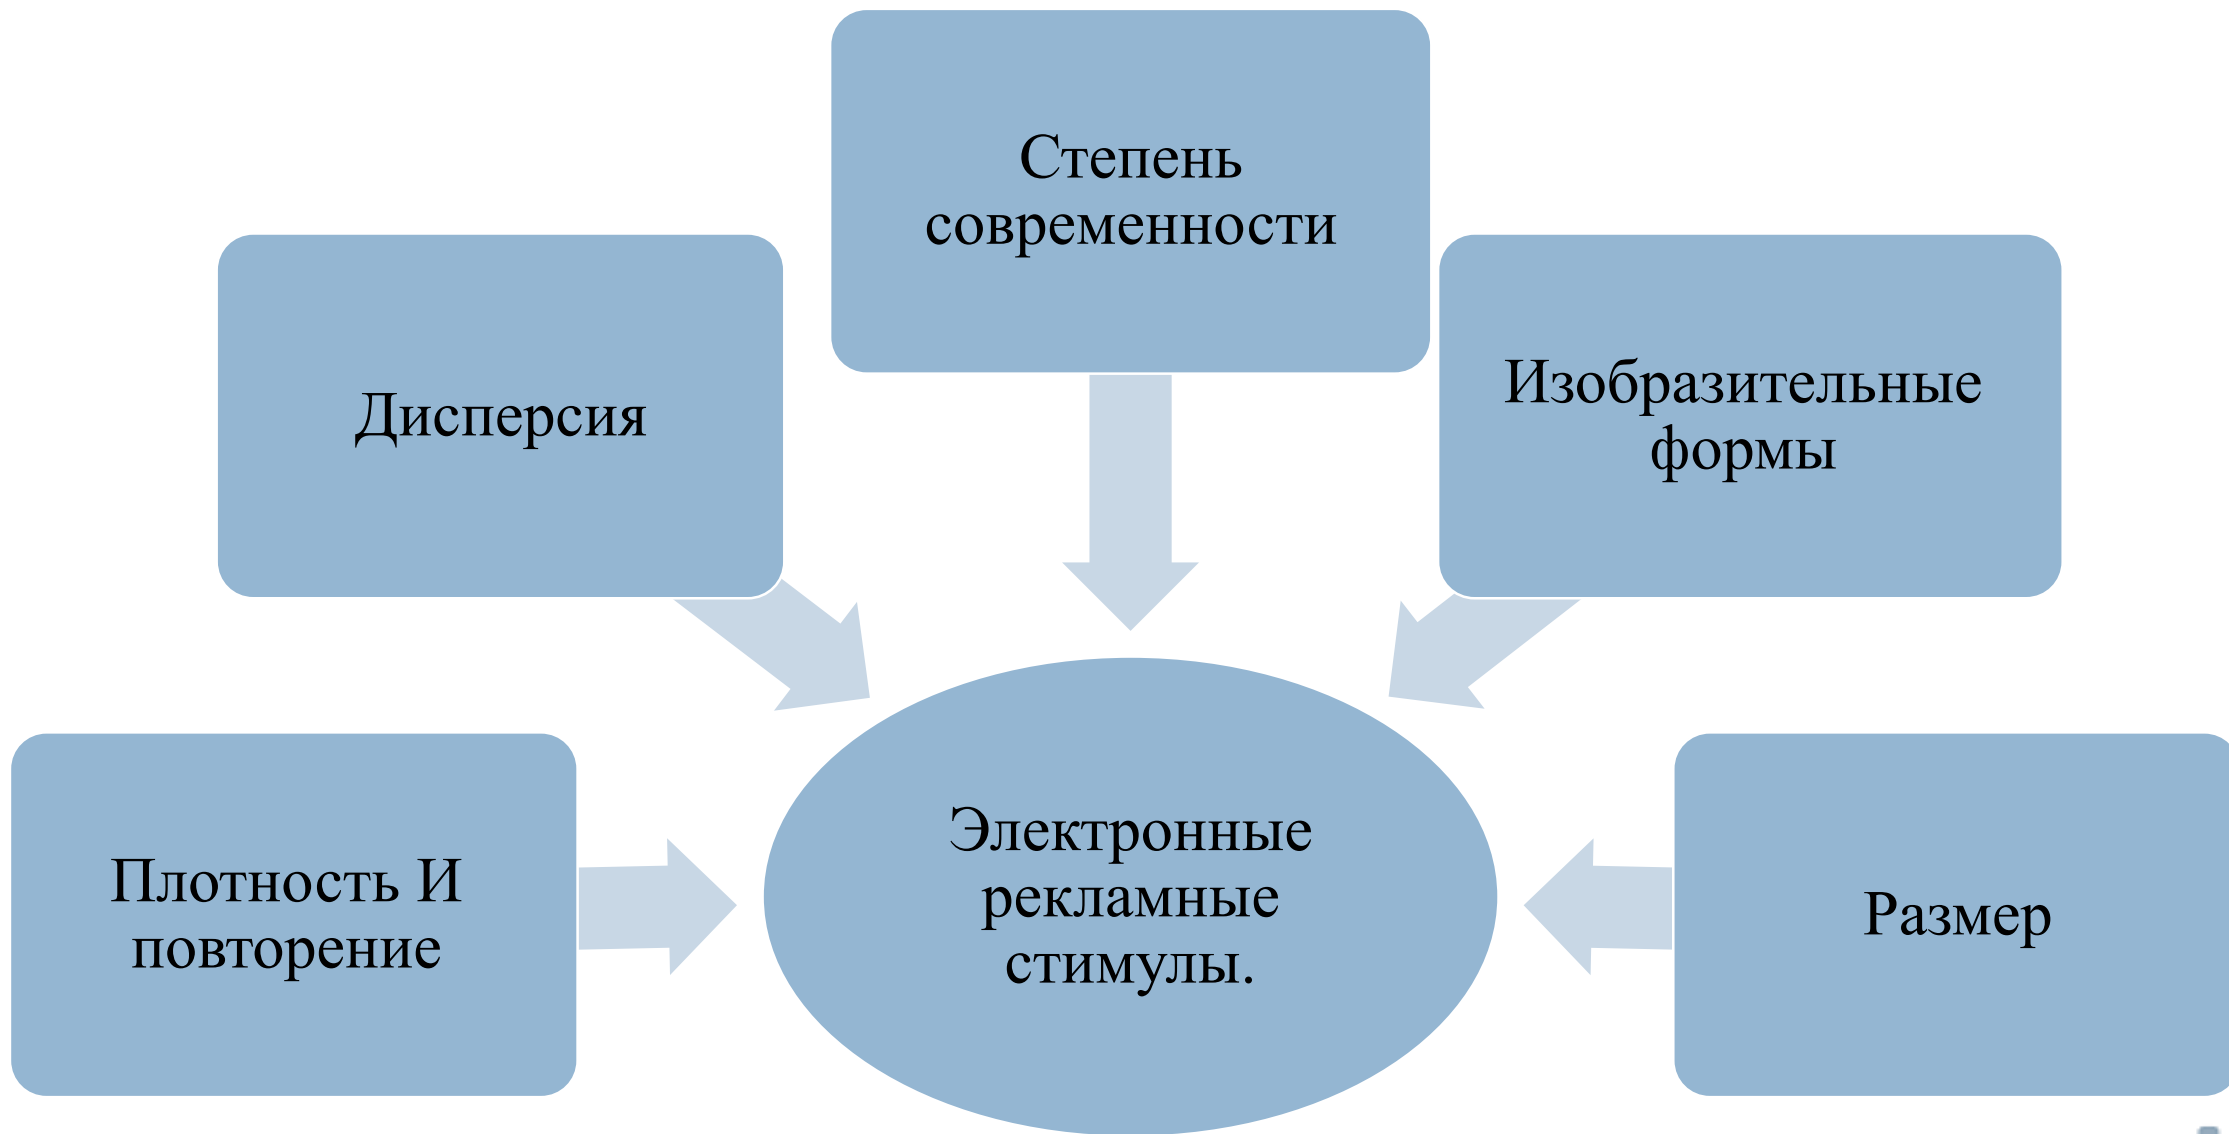 Степень
современности
Дисперсия
Изобразительные
формы
Плотность И
повторение
Электронные
рекламные
стимулы.
Размер